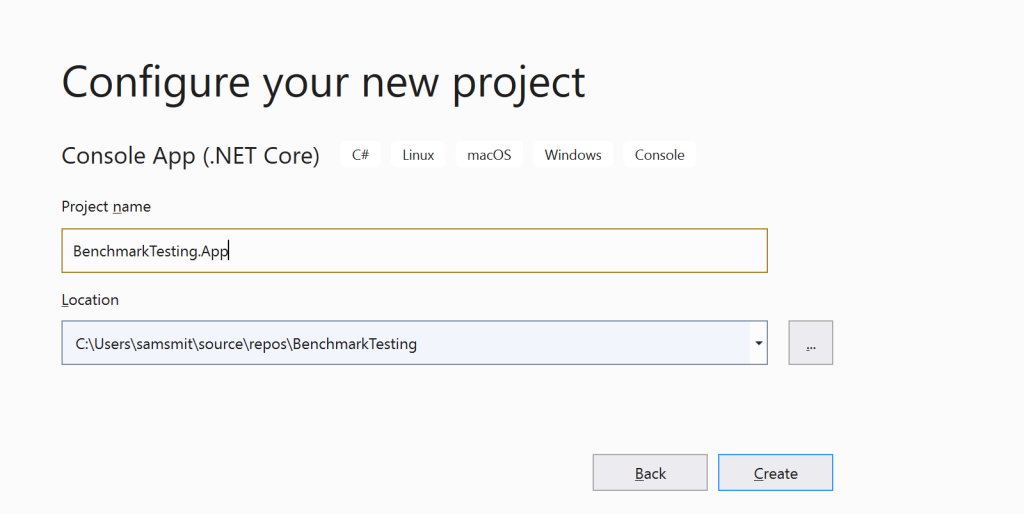 Configure your new project
Console App (.NET Core) C# Linux macOS Windows Console
Project name
BenchmarkTesting.App
Location
C:\Users\samsmit\source\repos\BenchmarkTesting
...
Back Create